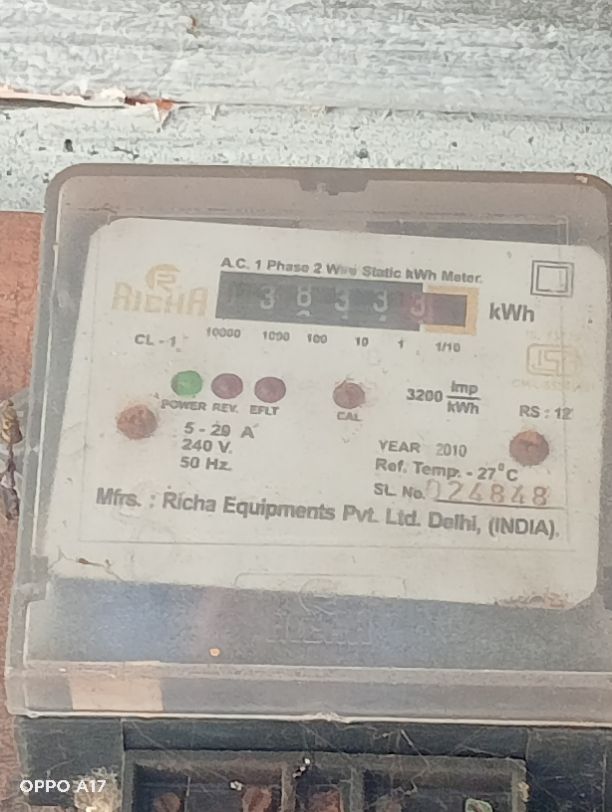 A.C. 1 Phase 2 Wire Static kWh Meter.
RICHA
3 8 3 3 3
kWh
CL - 1
10000 1000 100 10 1 1/10
POWER REV. EFLT
CAL
3200 Imp/kWh
RS : 12
5 - 20 A
240 V.
50 Hz.
YEAR 2010
Ref. Temp. - 27°C
SL. No. 024848
Mfrs. : Richa Equipments Pvt. Ltd. Delhi, (INDIA).
OPPO A17